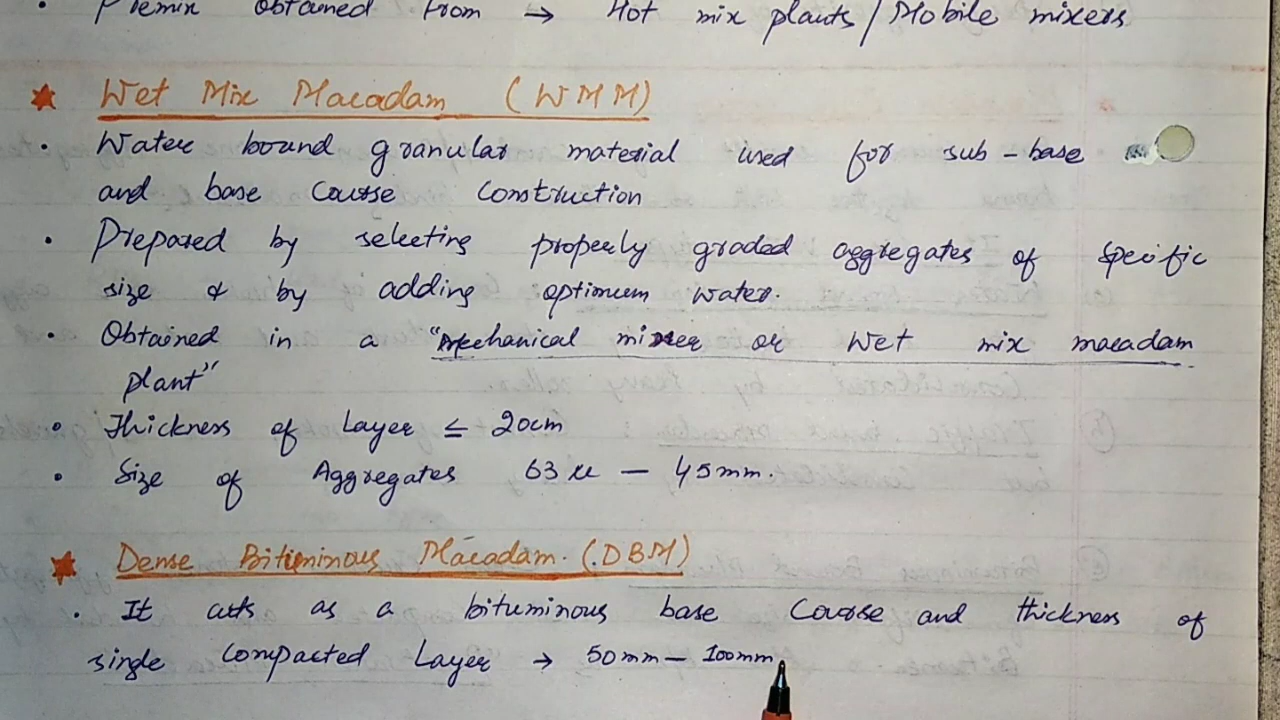 • Premix obtained from → Hot mix plants/Mobile mixers
Wet Mix Macadam (WMM)
• Water bound granular material used for sub-base
and base course construction
• Prepared by selecting properly graded aggregates of specific
size & by adding optimum water.
• Obtained in a "mechanical mixer or wet mix macadam
plant"
• Thickness of Layer ≤ 20cm
• Size of Aggregates 63 μ — 45mm.
Dense Bituminous Macadam. (DBM)
• It acts as a bituminous base course and thickness of
single compacted Layer → 50mm — 100mm